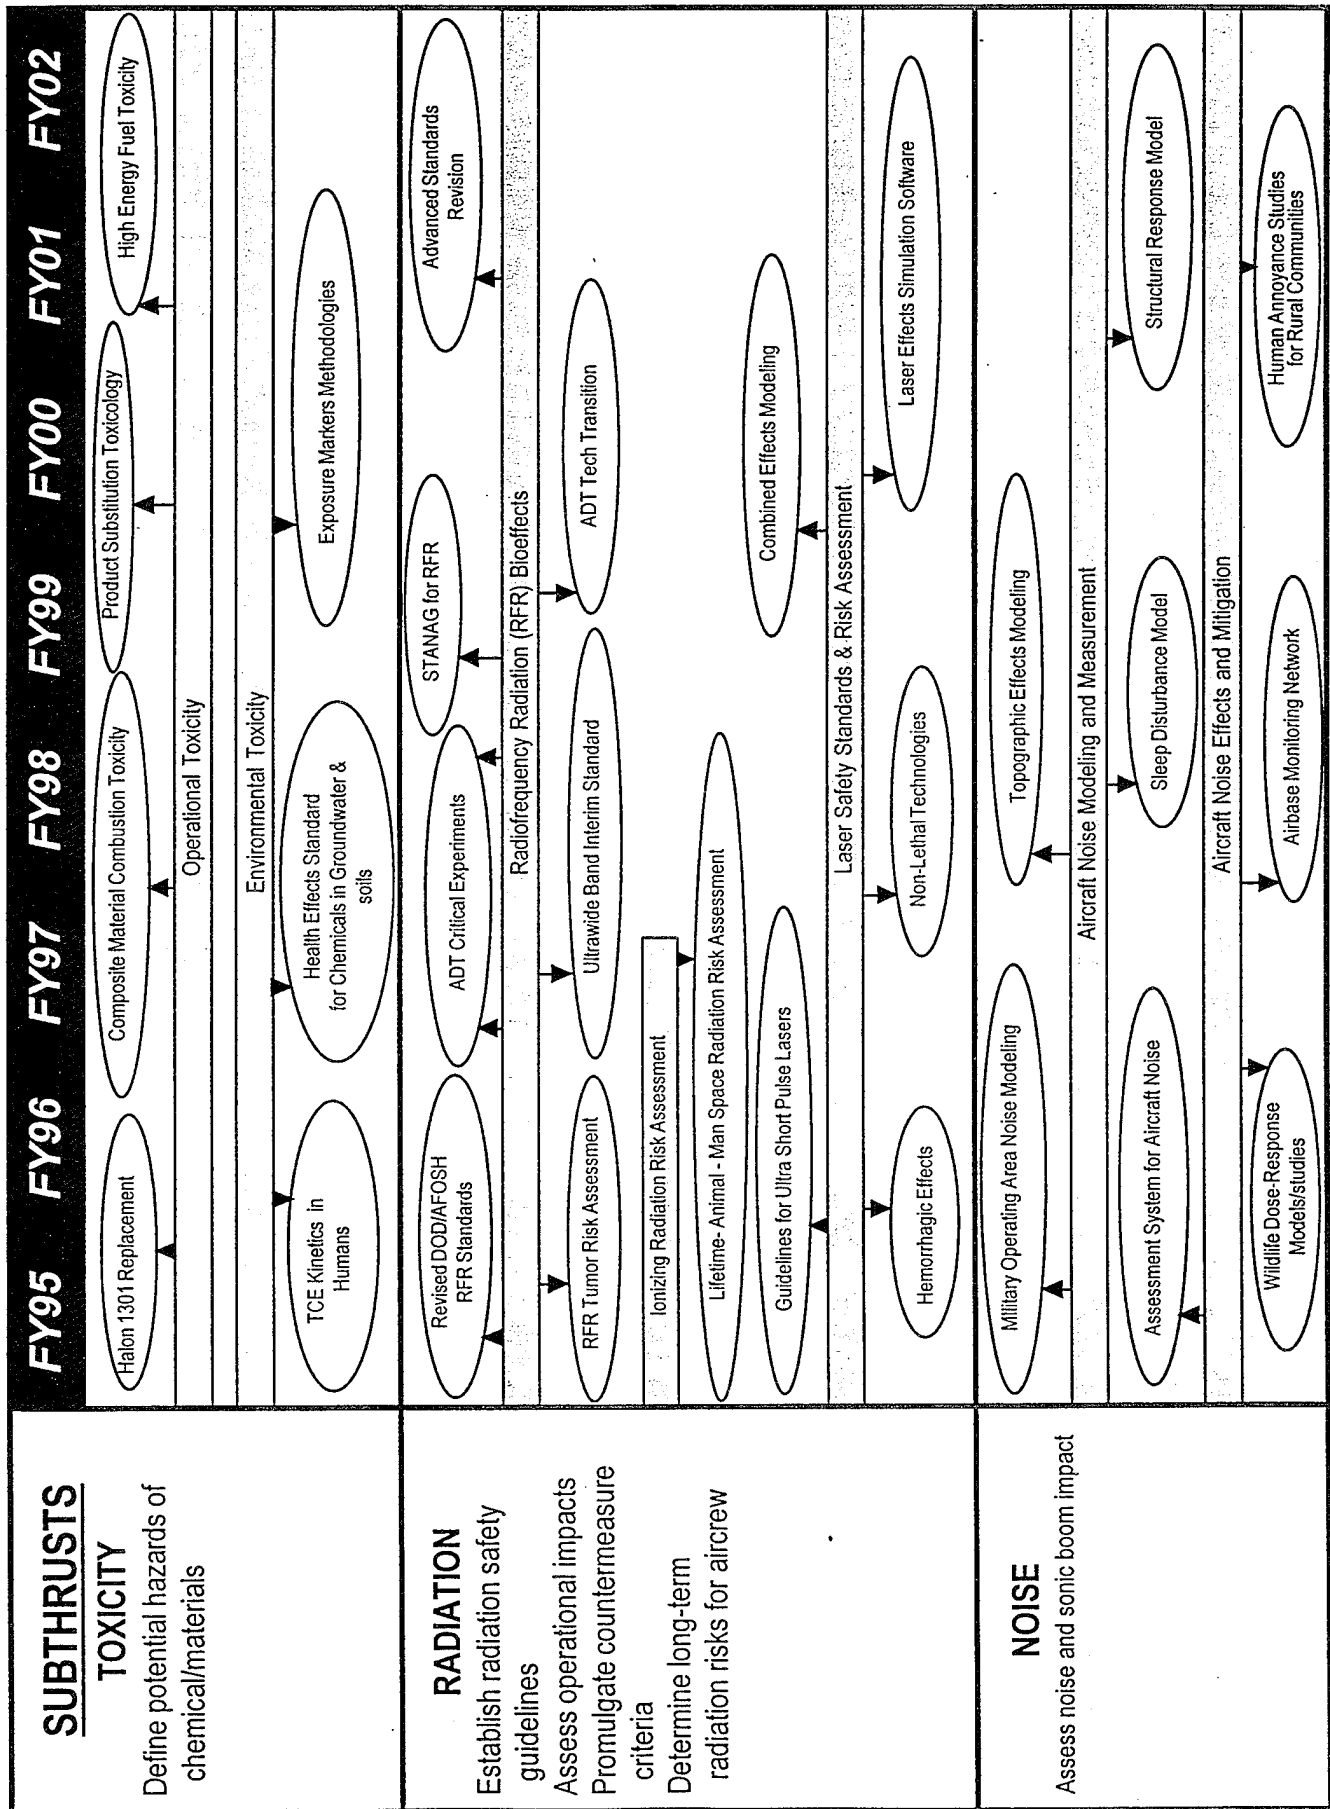 FY95 FY96 FY97 FY98 FY99 FY00 FY01 FY02
SUBTHRUSTS
TOXICITY
Define potential hazards of
chemical/materials
Halon 1301 Replacement
Composite Material Combustion Toxicity
Product Substitution Toxicology
High Energy Fuel Toxicity
Operational Toxicity
Environmental Toxicity
TCE Kinetics in
Humans
Health Effects Standard
for Chemicals in Groundwater &
soils
Exposure Markers Methodologies
RADIATION
Establish radiation safety
guidelines
Assess operational impacts
Promulgate countermeasure
criteria
Determine long-term
radiation risks for aircrew
Revised DOD/AFOSH
RFR Standards
ADT Critical Experiments
STANAG for RFR
Advanced Standards
Revision
Radiofrequency Radiation (RFR) Bioeffects
RFR Tumor Risk Assessment
Ultrawide Band Interim Standard
ADT Tech Transition
Ionizing Radiation Risk Assessment
Lifetime- Animal - Man Space Radiation Risk Assessment
Guidelines for Ultra Short Pulse Lasers
Combined Effects Modeling
Laser Safety Standards & Risk Assessment
Hemorrhagic Effects
Non-Lethal Technologies
Laser Effects Simulation Software
NOISE
Assess noise and sonic boom impact
Military Operating Area Noise Modeling
Topographic Effects Modeling
Aircraft Noise Modeling and Measurement
Assessment System for Aircraft Noise
Sleep Disturbance Model
Structural Response Model
Aircraft Noise Effects and Mitigation
Wildlife Dose-Response
Models/studies
Airbase Monitoring Network
Human Annoyance Studies
for Rural Communities